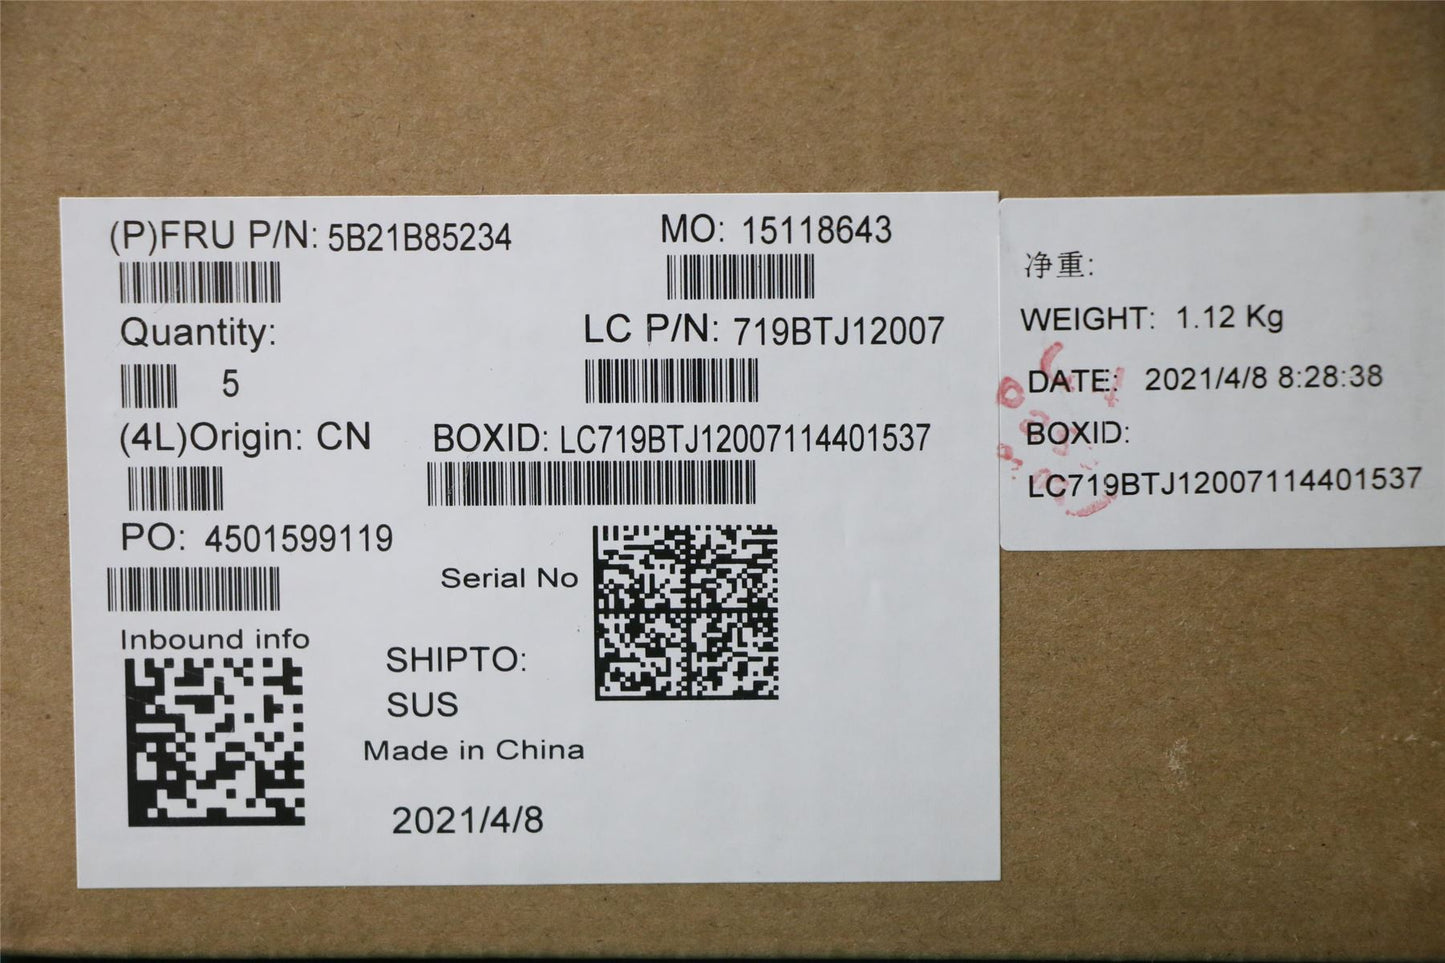 (P)FRU P/N: 5B21B85234
MO: 15118643
Quantity:
5
LC P/N: 719BTJ12007
(4L)Origin: CN
BOXID: LC719BTJ12007114401537
PO: 4501599119
Serial No
Inbound info
SHIPTO:
SUS
Made in China
2021/4/8
净重:
WEIGHT: 1.12 Kg
DATE: 2021/4/8 8:28:38
BOXID:
LC719BTJ12007114401537